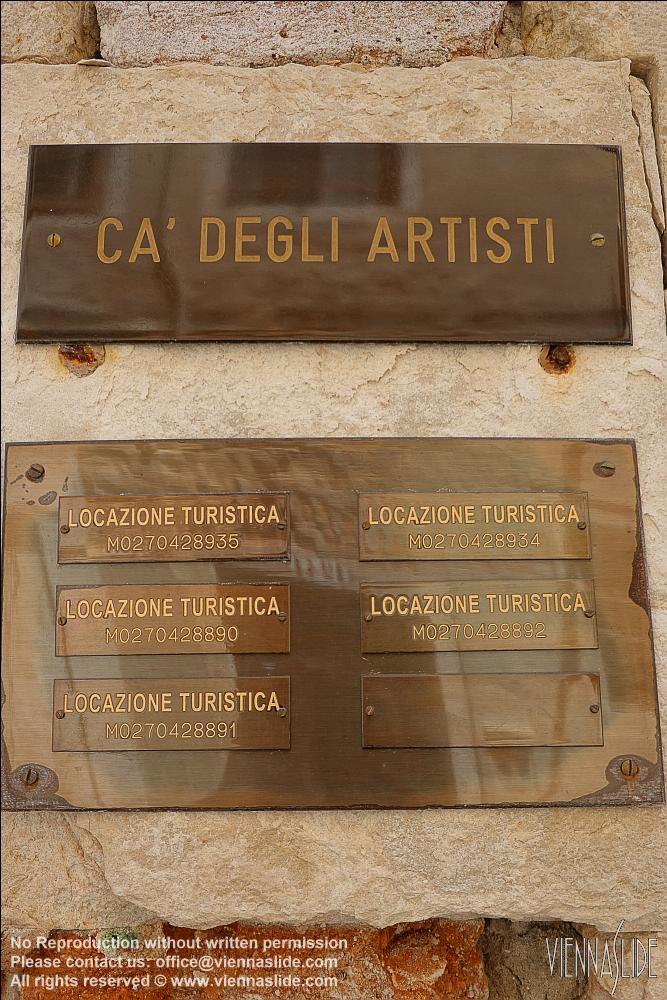 CA' DEGLI ARTISTI
LOCAZIONE TURISTICA
M0270428935
LOCAZIONE TURISTICA
M0270428934
LOCAZIONE TURISTICA
M0270428890
LOCAZIONE TURISTICA
M0270428892
LOCAZIONE TURISTICA
M0270428891
No Reproduction without written permission
Please contact us: office@viennaslide.com
All rights reserved © www.viennaslide.com
VIENNASLIDE